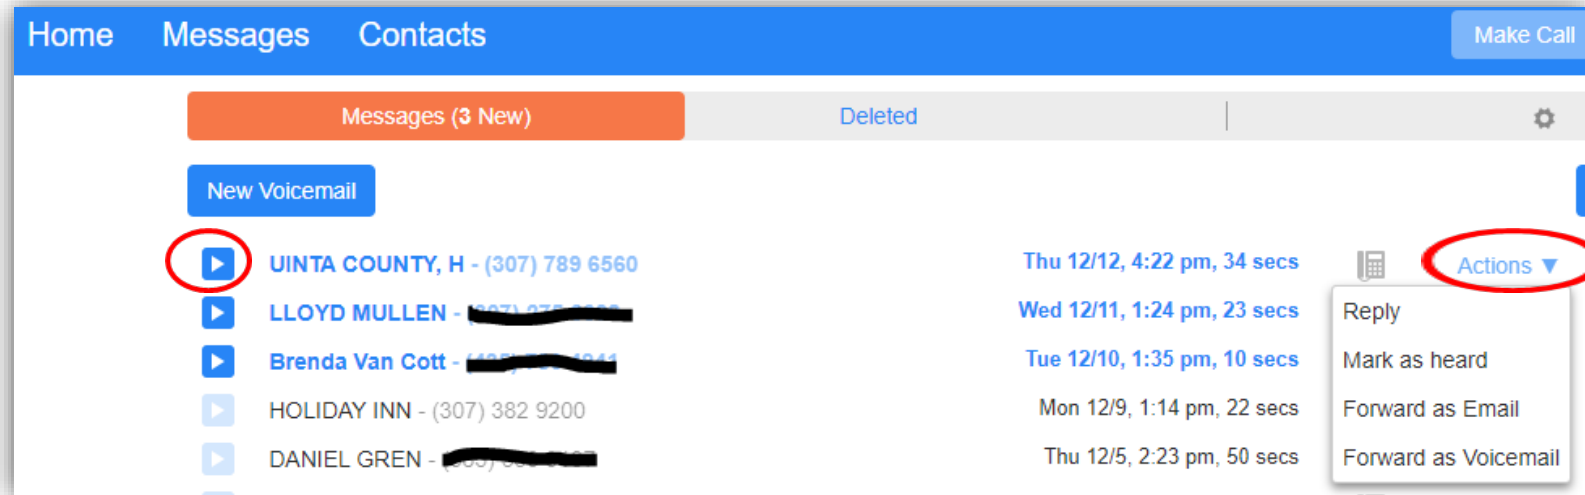 Home Messages Contacts Make Call
Messages (3 New) Deleted
New Voicemail
UINTA COUNTY, H - (307) 789 6560 Thu 12/12, 4:22 pm, 34 secs Actions ▼
LLOYD MULLEN - Wed 12/11, 1:24 pm, 23 secs Reply
Brenda Van Cott - Tue 12/10, 1:35 pm, 10 secs Mark as heard
HOLIDAY INN - (307) 382 9200 Mon 12/9, 1:14 pm, 22 secs Forward as Email
DANIEL GREN - Thu 12/5, 2:23 pm, 50 secs Forward as Voicemail